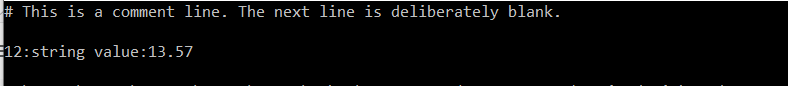 # This is a comment line. The next line is deliberately blank.
12:string value:13.57